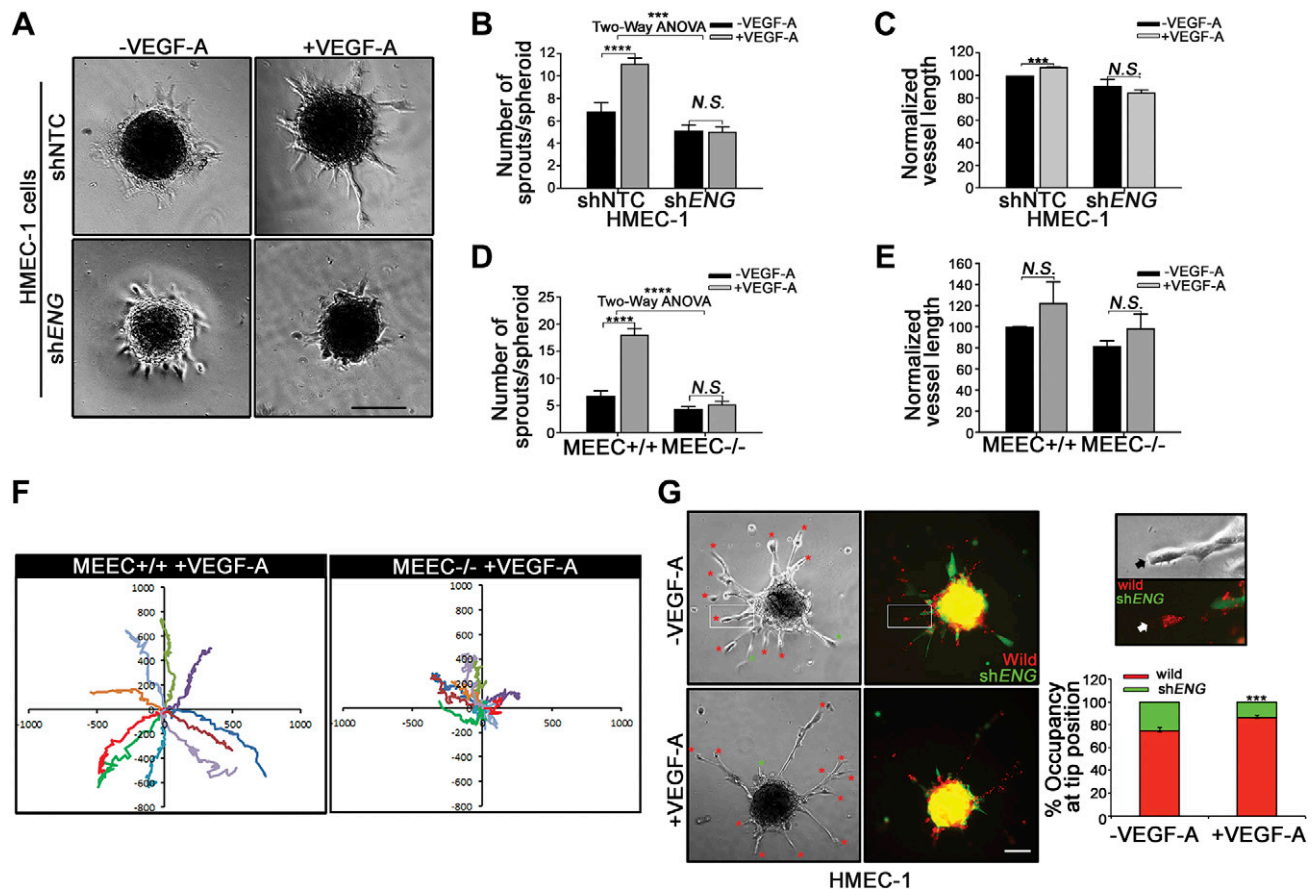 A
-VEGF-A
+VEGF-A
HMEC-1 cells
shNTC
shENG
B
***
Two-Way ANOVA
****
N.S.
-VEGF-A
+VEGF-A
Number of
sprouts/spheroid
12
10
8
6
4
2
0
shNTC
shENG
HMEC-1
C
-VEGF-A
+VEGF-A
***
N.S.
Normalized
vessel length
120
100
80
60
40
20
0
shNTC
shENG
HMEC-1
D
****
Two-Way ANOVA
****
N.S.
-VEGF-A
+VEGF-A
Number of
sprouts/spheroid
25
20
15
10
5
0
MEEC+/+
MEEC-/-
E
-VEGF-A
+VEGF-A
N.S.
N.S.
Normalized
vessel length
160
140
120
100
80
60
40
20
0
MEEC+/+
MEEC-/-
F
MEEC+/+ +VEGF-A
1000
800
600
400
200
0
-200
-400
-600
-800
-1000
-500
0
500
1000
MEEC-/- +VEGF-A
1000
800
600
400
200
0
-200
-400
-600
-800
-1000
-500
0
500
1000
G
-VEGF-A
+VEGF-A
Wild
shENG
HMEC-1
wild
shENG
wild
shENG
***
% Occupancy
at tip position
120
100
80
60
40
20
0
-VEGF-A
+VEGF-A